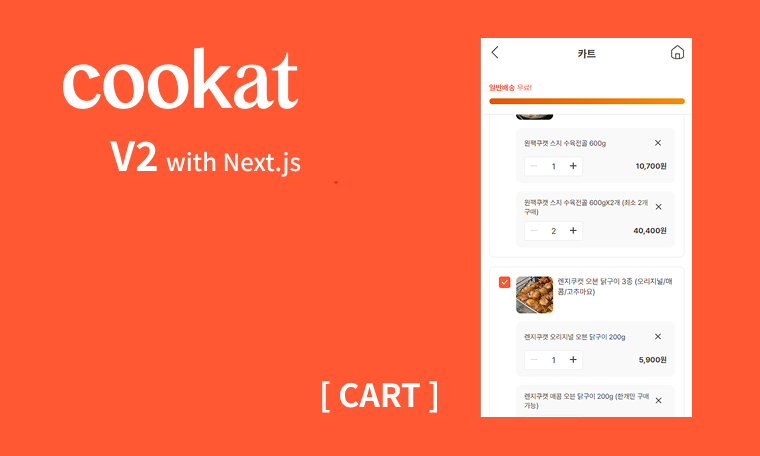 cookat
V2 with Next.js
[ CART ]
카트
일반배송 무료!
원팩쿠캣 스지 수육전골 600g
1
10,700원
원팩쿠캣 스지 수육전골 600gX2개 (최소 2개
구매)
2
40,400원
렌지쿠캣 오븐 닭구이 3종 (오리지널/매
콤/고추마요)
렌지쿠캣 오리지널 오븐 닭구이 200g
1
5,900원
렌지쿠캣 매콤 오븐 닭구이 200g (한개만 구매
가능)